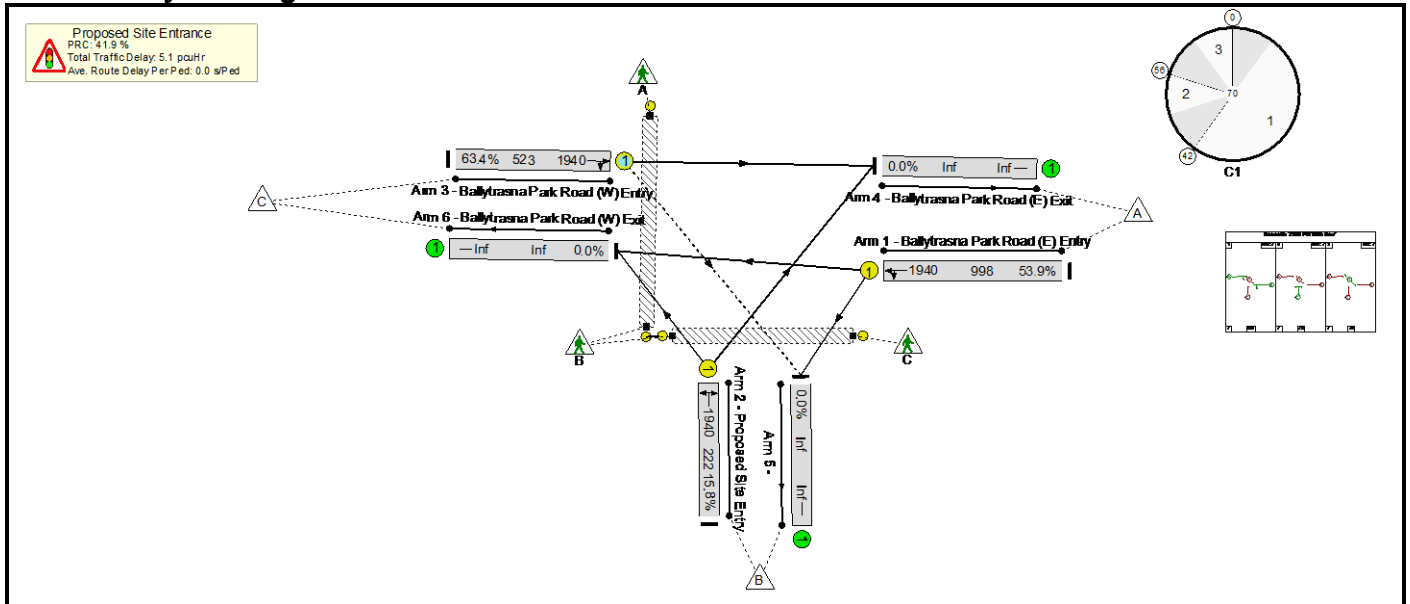 Proposed Site Entrance
PRC: 41.9 %
Total Traffic Delay: 5.1 pcuHr
Ave. Route Delay Per Ped: 0.0 s/Ped
A
0
3
56
2
70
1
42
C1
63.4% 523 1940
1
0.0% Inf Inf
1
Arm 3 - Ballytrasna Park Road (W) Entry
Arm 4 - Ballytrasna Park Road (E) Exit
C
A
Arm 6 - Ballytrasna Park Road (W) Exit
Arm 1 - Ballytrasna Park Road (E) Entry
1
Inf Inf 0.0%
1
1940 998 53.9%
B
C
1
Arm 2 - Proposed Site Entry
1940 222 15.8%
Arm 5 -
0.0% Inf Inf
1
B